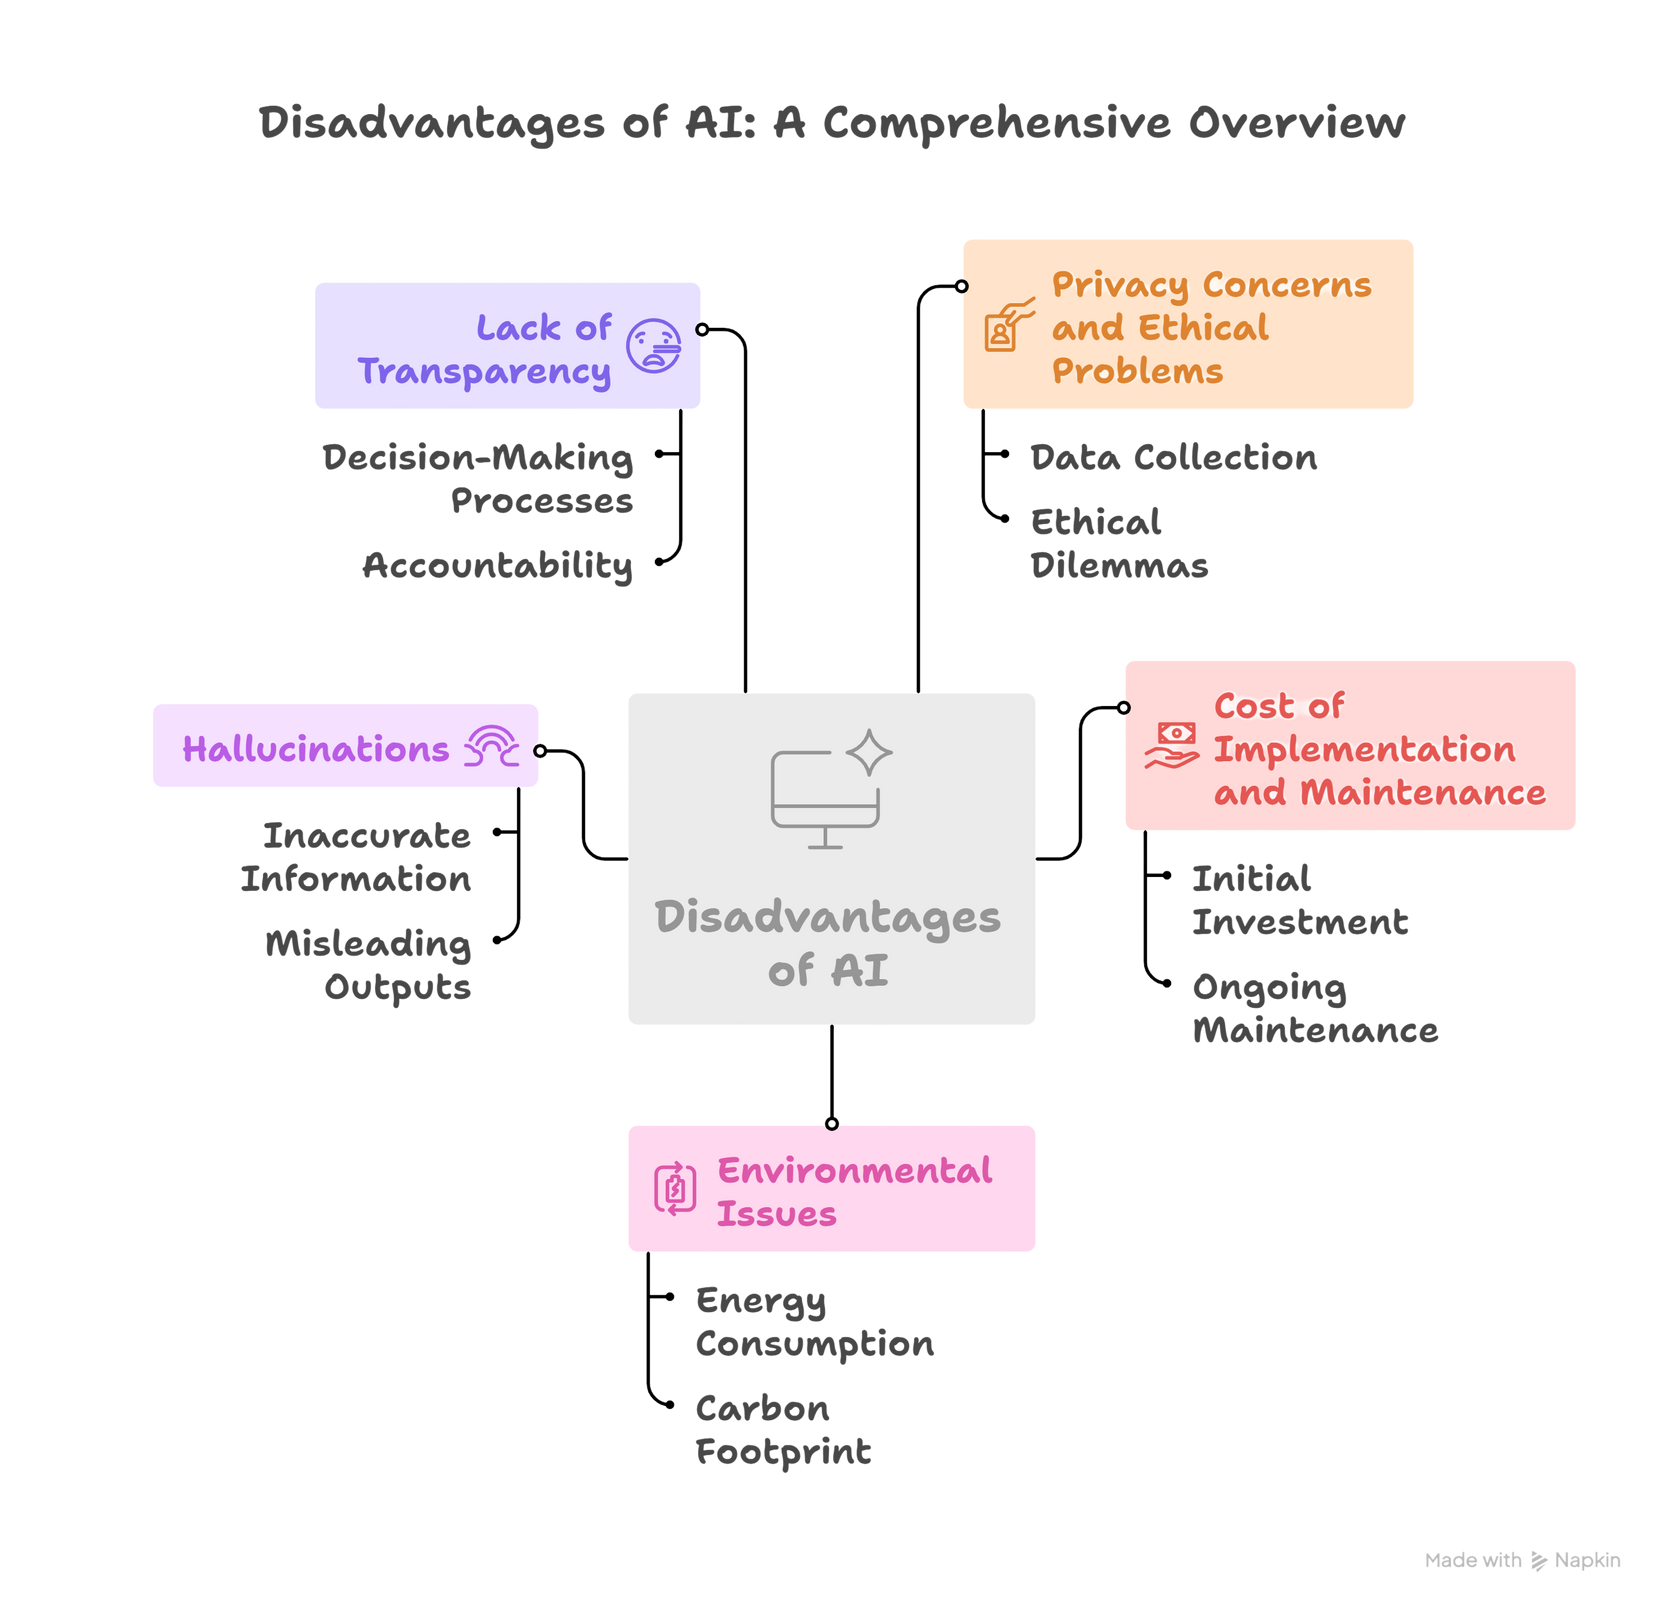 Disadvantages of AI: A Comprehensive Overview
Lack of
Transparency
Decision-Making
Processes
Accountability
Privacy Concerns
and Ethical
Problems
Data Collection
Ethical
Dilemmas
Hallucinations
Inaccurate
Information
Misleading
Outputs
Disadvantages
of AI
Cost of
Implementation
and Maintenance
Initial
Investment
Ongoing
Maintenance
Environmental
Issues
Energy
Consumption
Carbon
Footprint
Made with Napkin